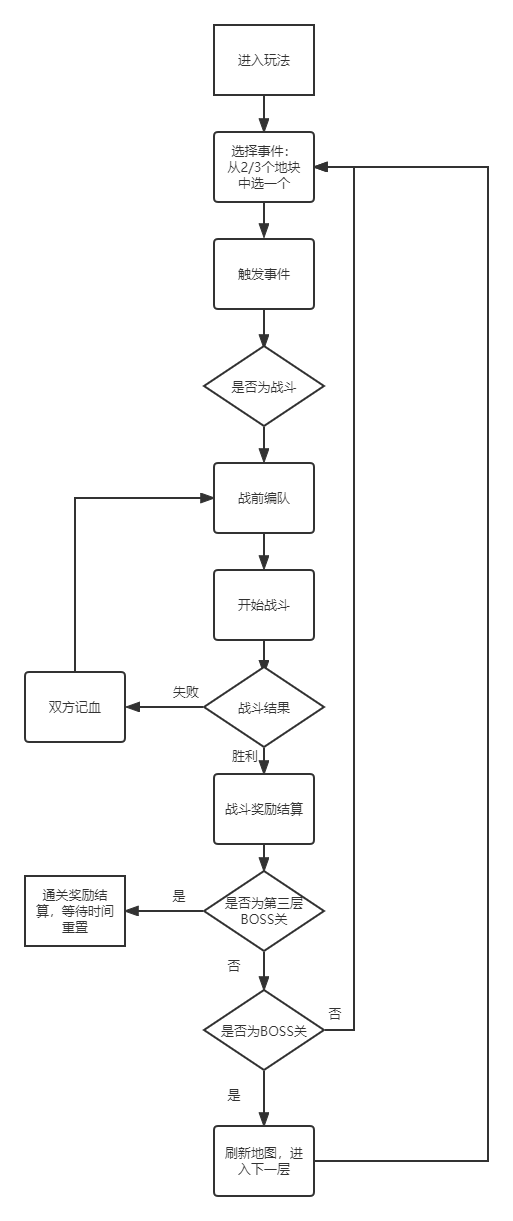 进入玩法
选择事件：
从2/3个地块
中选一个
触发事件
是否为战斗
战前编队
开始战斗
双方记血
失败
战斗结果
胜利
战斗奖励结算
通关奖励结
算，等待时间
重置
是
是否为第三层
BOSS关
否
是否为BOSS关
否
是
刷新地图，进
入下一层